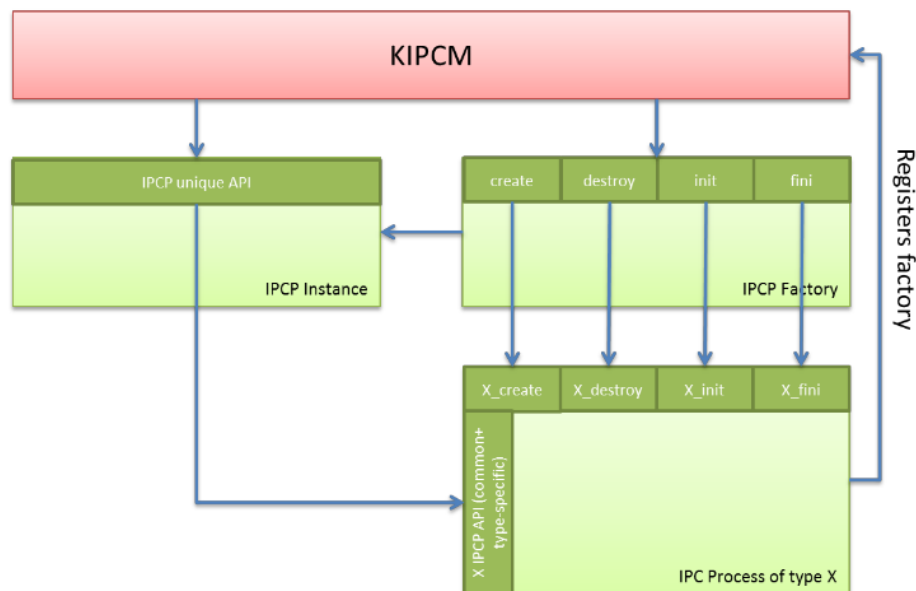 KIPCM
IPCP unique API
create
destroy
init
fini
IPCP Instance
IPCP Factory
Registers factory
X_create
X_destroy
X_init
X_fini
X IPCP API (common+
type-specific)
IPC Process of type X